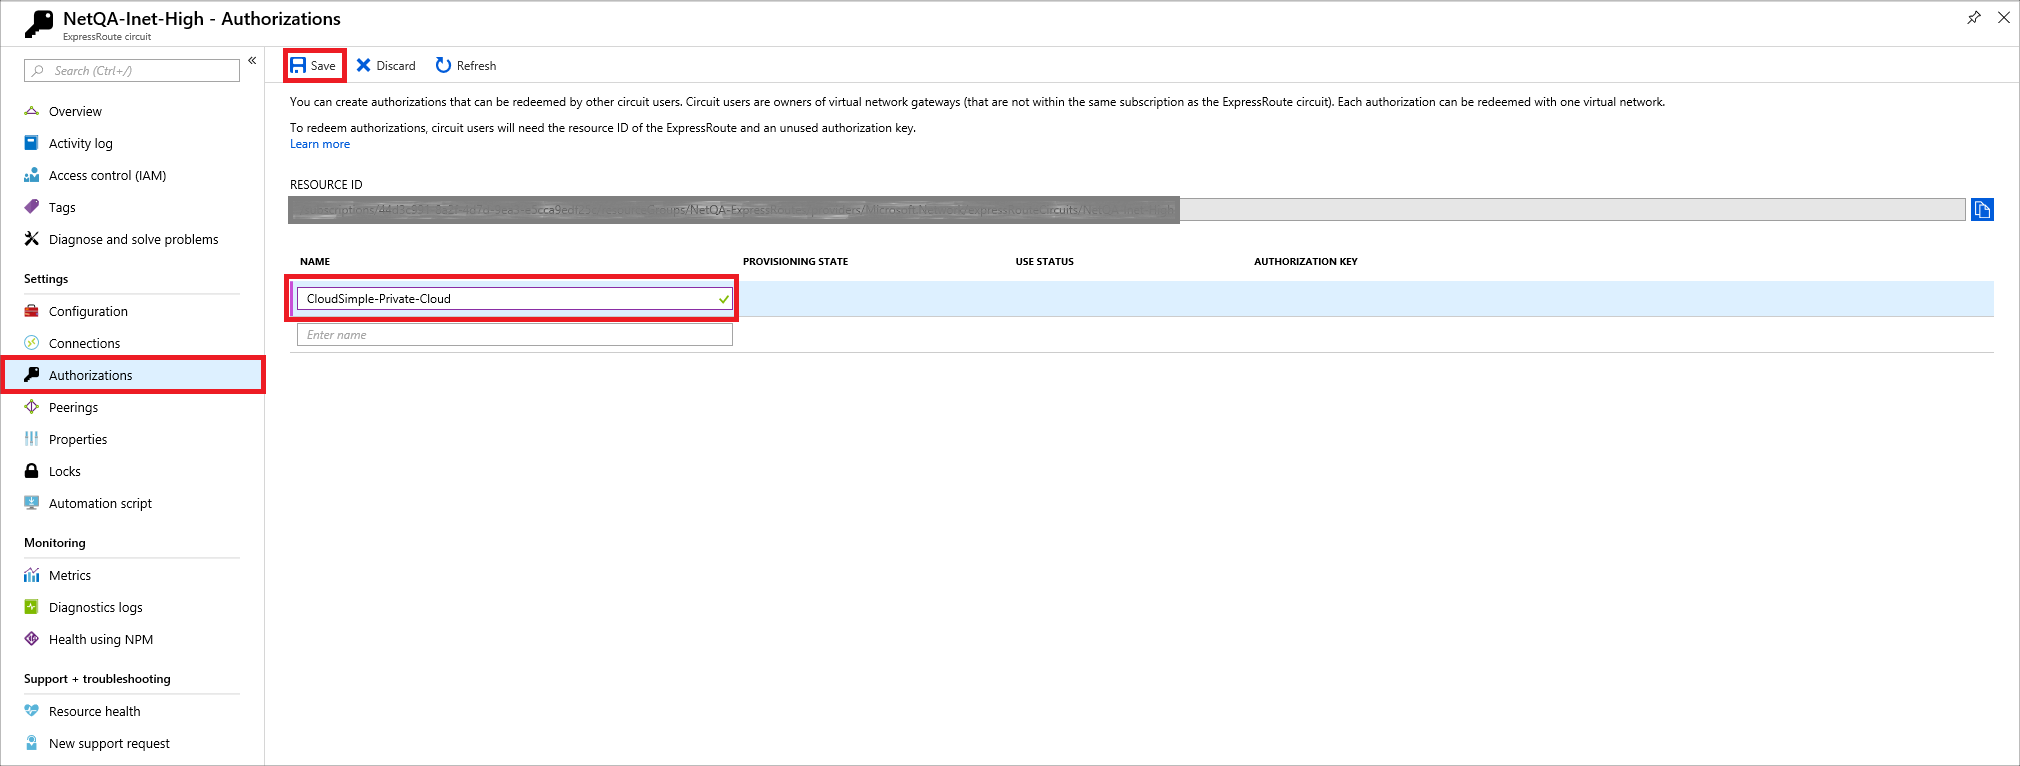 NetQA-Inet-High - Authorizations
ExpressRoute circuit
Search (Ctrl+/)
«
Save
Discard
Refresh
Overview
Activity log
Access control (IAM)
Tags
Diagnose and solve problems
Settings
Configuration
Connections
Authorizations
Peerings
Properties
Locks
Automation script
Monitoring
Metrics
Diagnostics logs
Health using NPM
Support + troubleshooting
Resource health
New support request
You can create authorizations that can be redeemed by other circuit users. Circuit users are owners of virtual network gateways (that are not within the same subscription as the ExpressRoute circuit). Each authorization can be redeemed with one virtual network.
To redeem authorizations, circuit users will need the resource ID of the ExpressRoute and an unused authorization key.
Learn more
RESOURCE ID
NAME PROVISIONING STATE USE STATUS AUTHORIZATION KEY
CloudSimple-Private-Cloud
Enter name